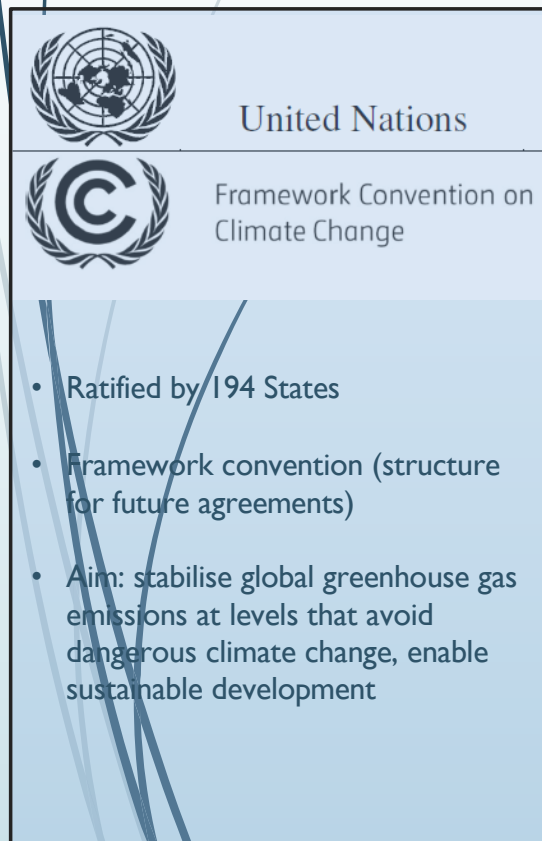 United Nations
Framework Convention on
Climate Change
• Ratified by 194 States
• Framework convention (structure
for future agreements)
• Aim: stabilise global greenhouse gas
emissions at levels that avoid
dangerous climate change, enable
sustainable development